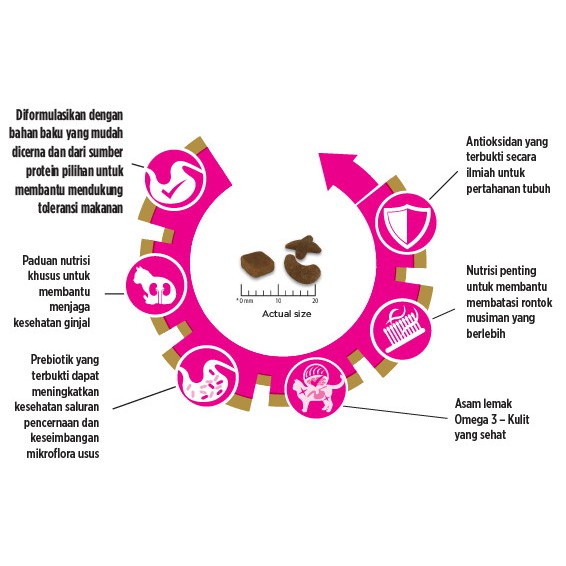 Diformulasikan dengan
bahan baku yang mudah
dicerna dan dari sumber
protein pilihan untuk
membantu mendukung
toleransi makanan
Paduan nutrisi
khusus untuk
membantu
menjaga
kesehatan ginjal
Prebiotik yang
terbukti dapat
meningkatkan
kesehatan saluran
pencernaan dan
keseimbangan
mikroflora usus
Antioksidan yang
terbukti secara
ilmiah untuk
pertahanan tubuh
Nutrisi penting
untuk membantu
membatasi rontok
musiman yang
berlebih
Asam lemak
Omega 3 – Kulit
yang sehat
0 mm 10 20
Actual size